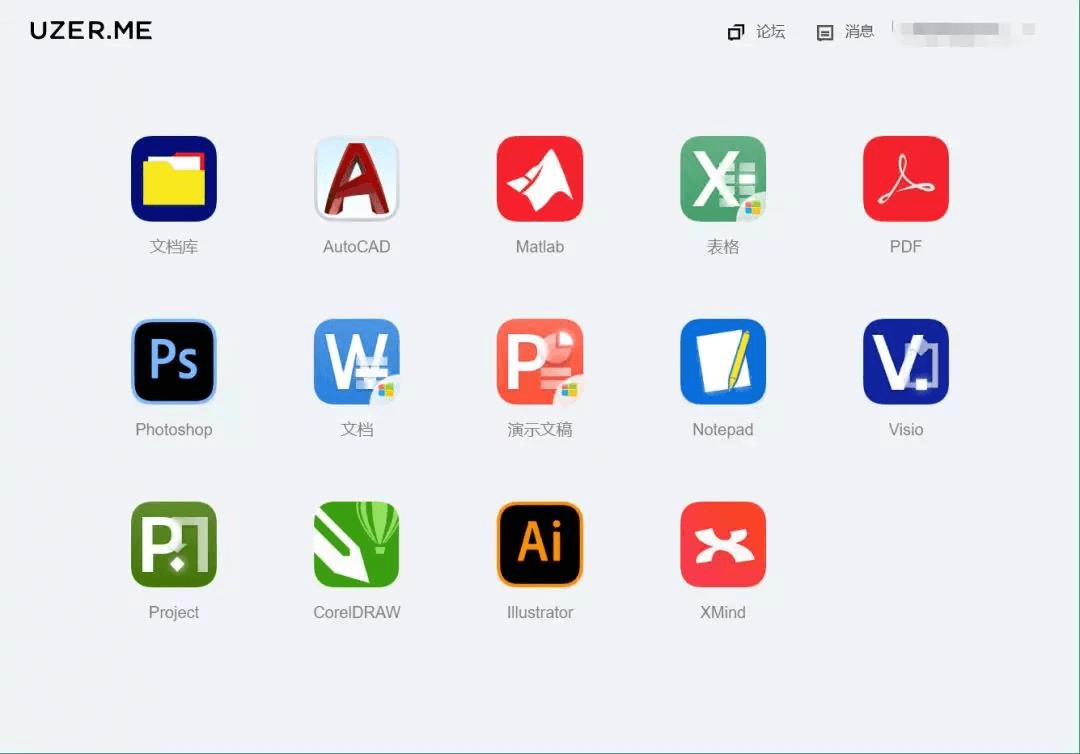 UZER.ME
论坛
消息
文档库
AutoCAD
Matlab
X
表格
PDF
Ps
Photoshop
W
文档
P
演示文稿
Notepad
V
Visio
P
Project
CorelDRAW
Ai
Illustrator
XMind